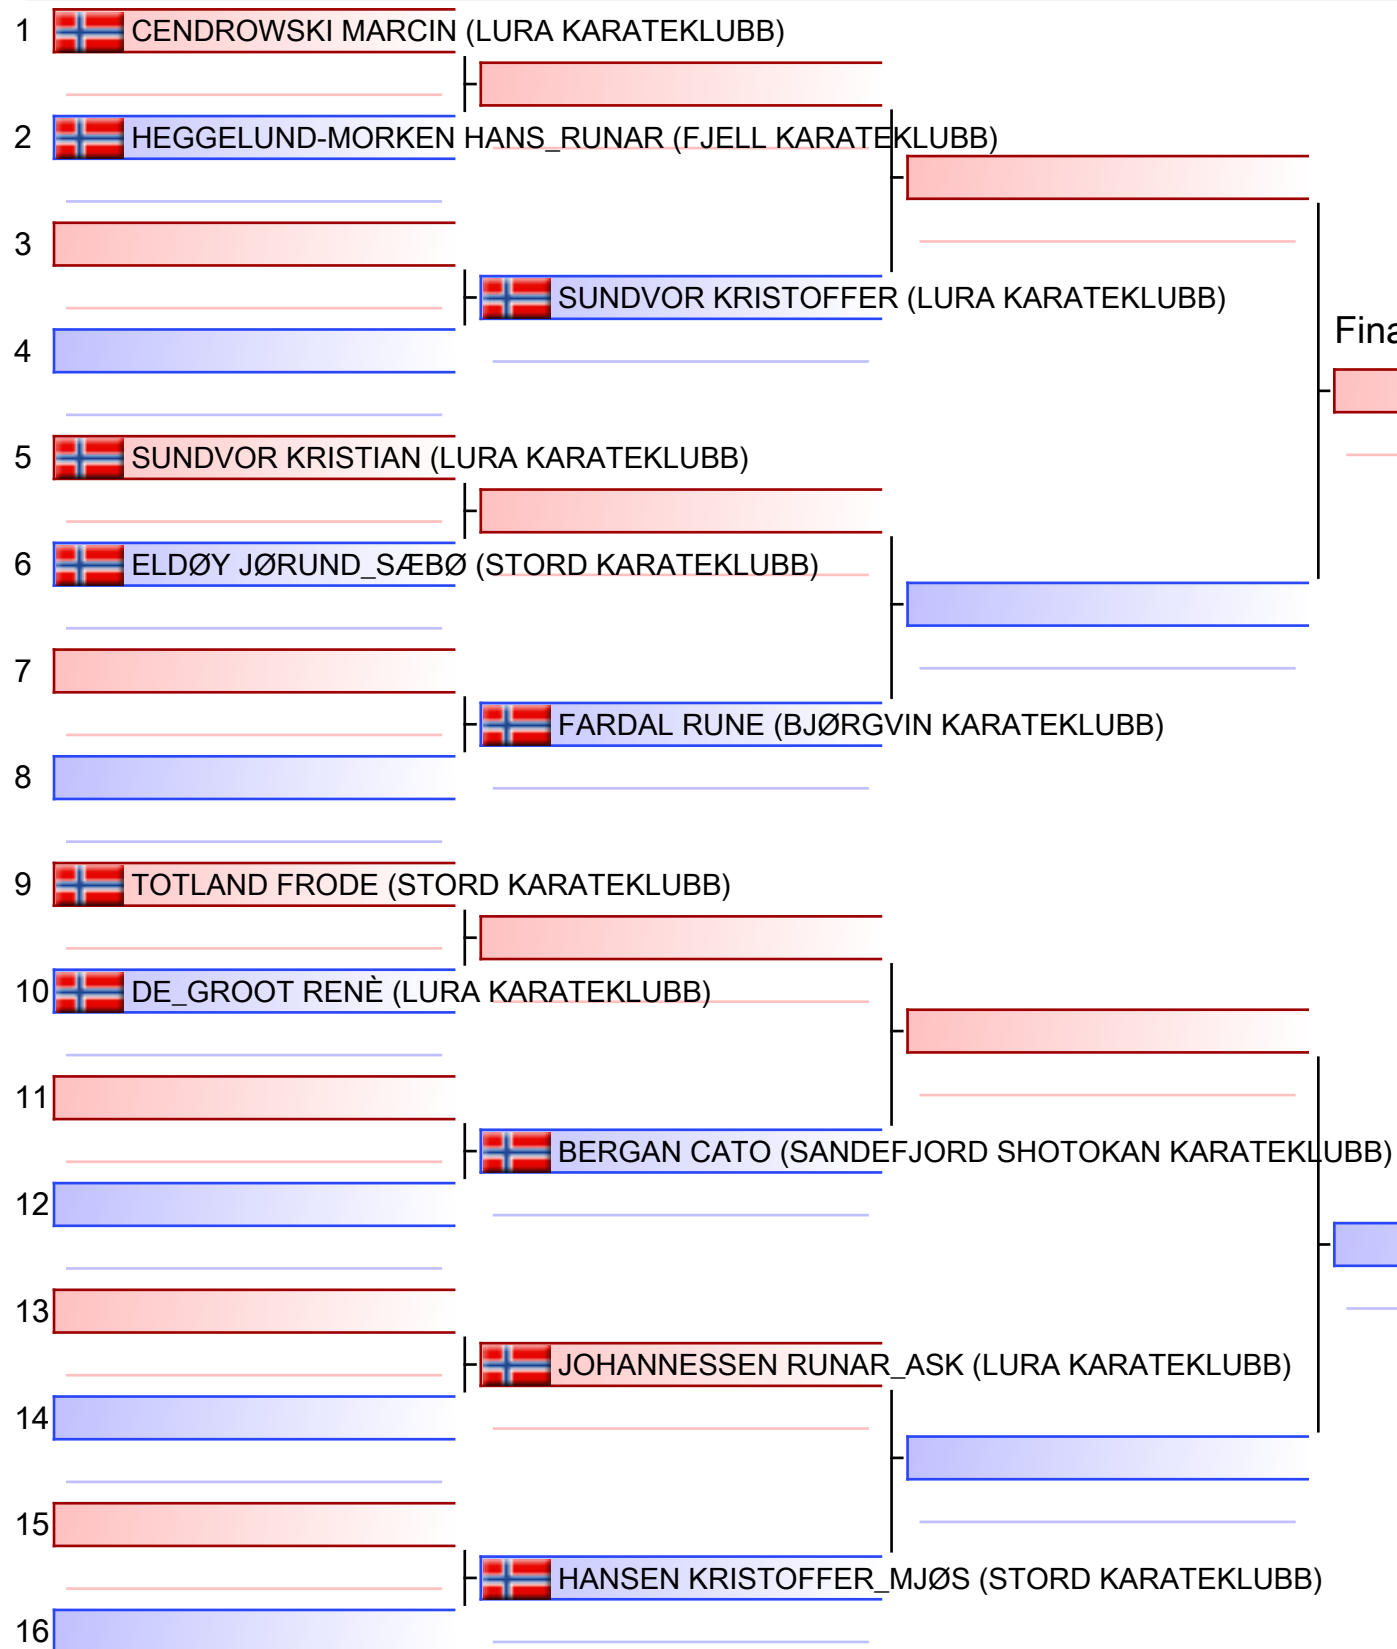 1 CENDROWSKI MARCIN (LURA KARATEKLUBB)
2 HEGGELUND-MORKEN HANS_RUNAR (FJELL KARATEKLUBB)
3
SUNDVOR KRISTOFFER (LURA KARATEKLUBB)
Fina
4
5 SUNDVOR KRISTIAN (LURA KARATEKLUBB)
6 ELDØY JØRUND_SÆBØ (STORD KARATEKLUBB)
7
FARDAL RUNE (BJØRGVIN KARATEKLUBB)
8
9 TOTLAND FRODE (STORD KARATEKLUBB)
10 DE_GROOT RENÈ (LURA KARATEKLUBB)
11
BERGAN CATO (SANDEFJORD SHOTOKAN KARATEKLUBB)
12
13
JOHANNESSEN RUNAR_ASK (LURA KARATEKLUBB)
14
15
HANSEN KRISTOFFER_MJØS (STORD KARATEKLUBB)
16